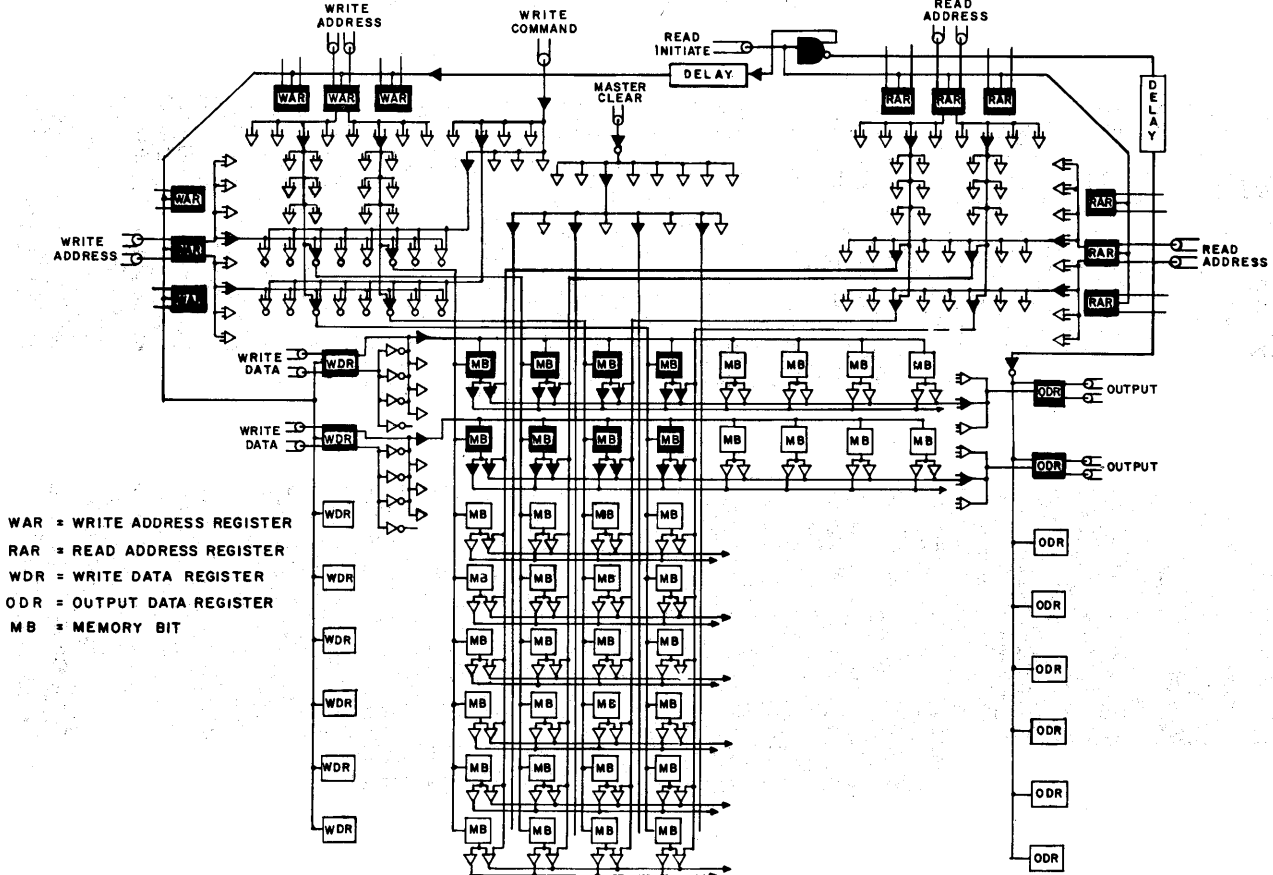 WRITE
ADDRESS
WRITE
COMMAND
READ
INITIATE
READ
ADDRESS
DELAY
MASTER
CLEAR
DELAY
WAR
WAR
WAR
RAR
RAR
RAR
WAR
WAR
WAR
WRITE
ADDRESS
RAR
RAR
RAR
READ
ADDRESS
WRITE
DATA
WDR
MB MB MB MB MB MB MB MB
ODR
OUTPUT
WRITE
DATA
WDR
MB MB MB MB MB MB MB MB
ODR
OUTPUT
WDR MB MB MB MB ODR
WDR MB MB MB MB ODR
WDR MB MB MB MB ODR
WDR MB MB MB MB ODR
WDR MB MB MB MB ODR
WDR MB MB MB MB ODR
WAR = WRITE ADDRESS REGISTER
RAR = READ ADDRESS REGISTER
WDR = WRITE DATA REGISTER
ODR = OUTPUT DATA REGISTER
MB = MEMORY BIT